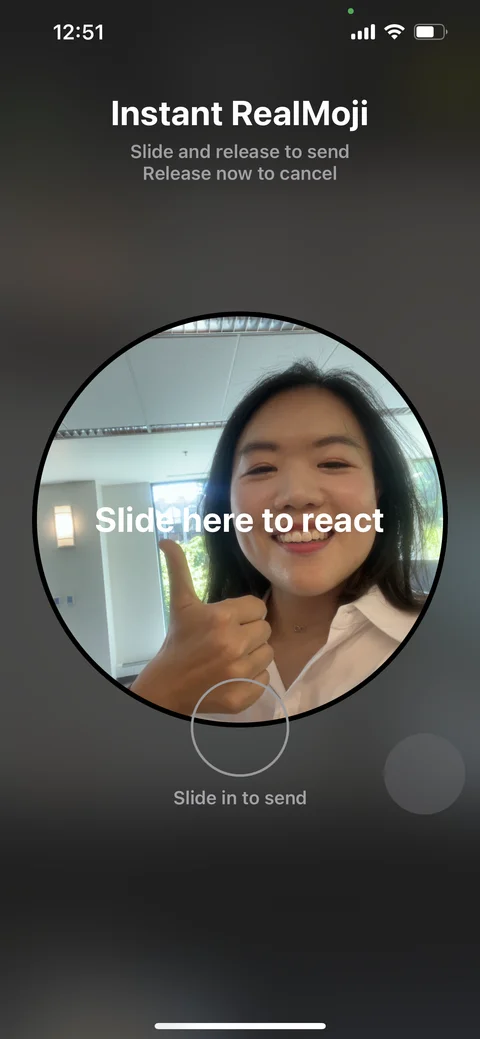 12:51
Instant RealMoji
Slide and release to send
Release now to cancel
Slide here to react
Slide in to send